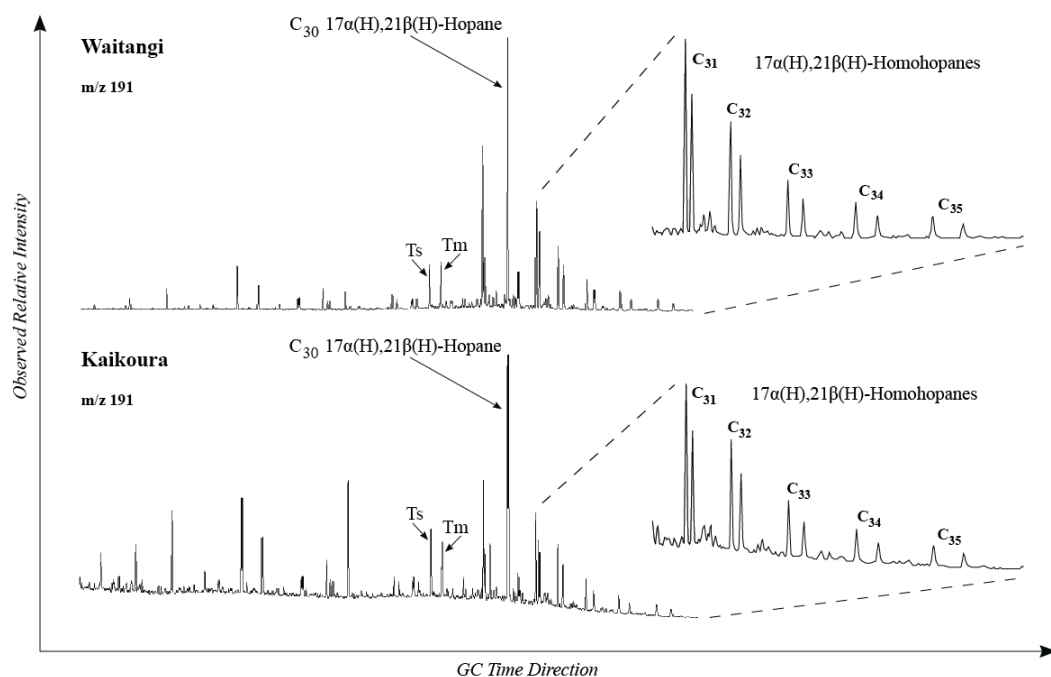 C₃₀ 17α(H),21β(H)-Hopane
Waitangi
m/z 191
17α(H),21β(H)-Homohopanes
C₃₁
C₃₂
C₃₃
C₃₄
C₃₅
Ts
Tm
Observed Relative Intensity
C₃₀ 17α(H),21β(H)-Hopane
Kaikoura
m/z 191
17α(H),21β(H)-Homohopanes
C₃₁
C₃₂
C₃₃
C₃₄
C₃₅
Ts
Tm
GC Time Direction